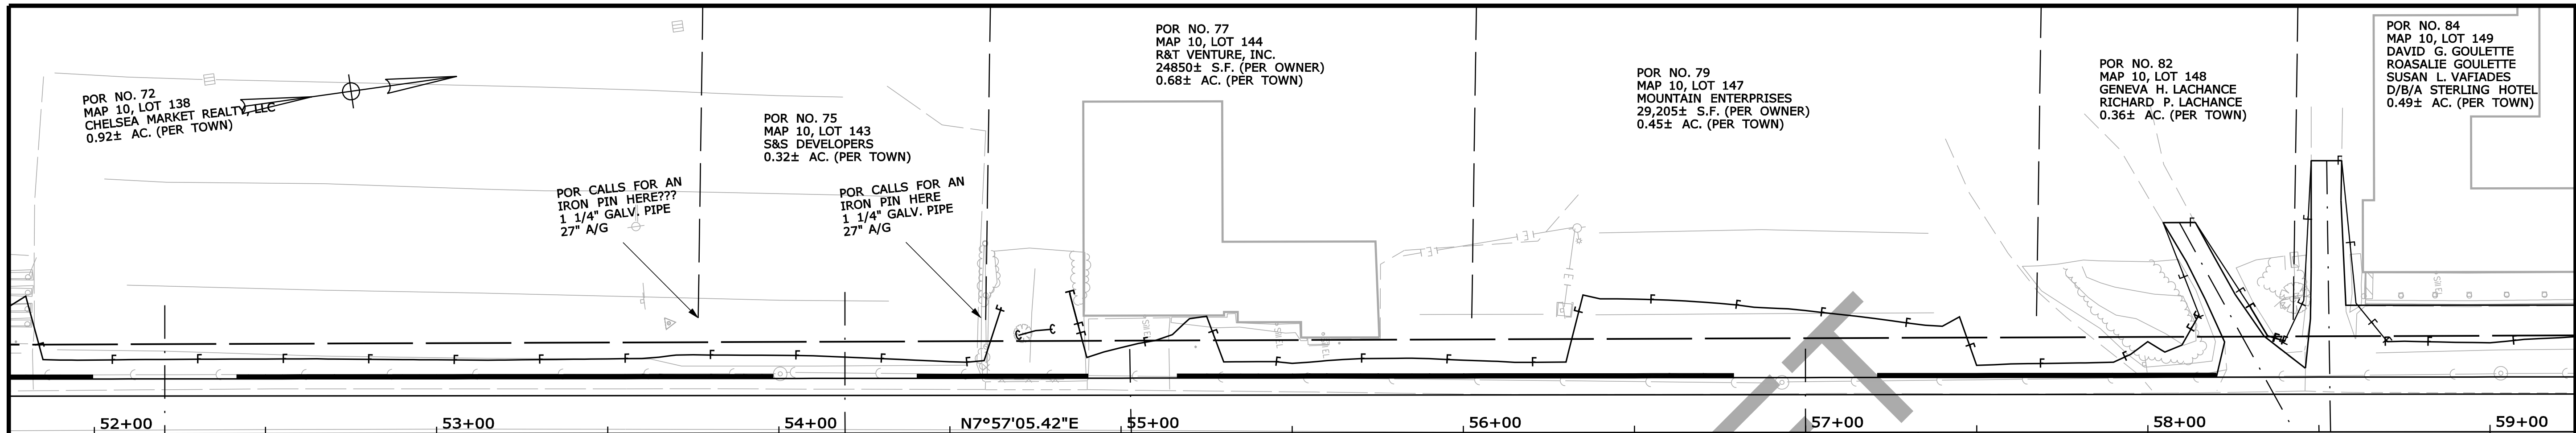 POR NO. 72
MAP 10, LOT 138
CHELSEA MARKET REALTY, LLC
0.92± AC. (PER TOWN)
POR CALLS FOR AN
IRON PIN HERE???
1 1/4" GALV. PIPE
27" A/G
POR NO. 75
MAP 10, LOT 143
S&S DEVELOPERS
0.32± AC. (PER TOWN)
POR CALLS FOR AN
IRON PIN HERE
1 1/4" GALV. PIPE
27" A/G
POR NO. 77
MAP 10, LOT 144
R&T VENTURE, INC.
24850± S.F. (PER OWNER)
0.68± AC. (PER TOWN)
POR NO. 79
MAP 10, LOT 147
MOUNTAIN ENTERPRISES
29,205± S.F. (PER OWNER)
0.45± AC. (PER TOWN)
POR NO. 82
MAP 10, LOT 148
GENEVA H. LACHANCE
RICHARD P. LACHANCE
0.36± AC. (PER TOWN)
POR NO. 84
MAP 10, LOT 149
DAVID G. GOULETTE
ROASALIE GOULETTE
SUSAN L. VAFIADES
D/B/A STERLING HOTEL
0.49± AC. (PER TOWN)
52+00
53+00
54+00
N7°57'05.42"E
55+00
56+00
57+00
58+00
59+00